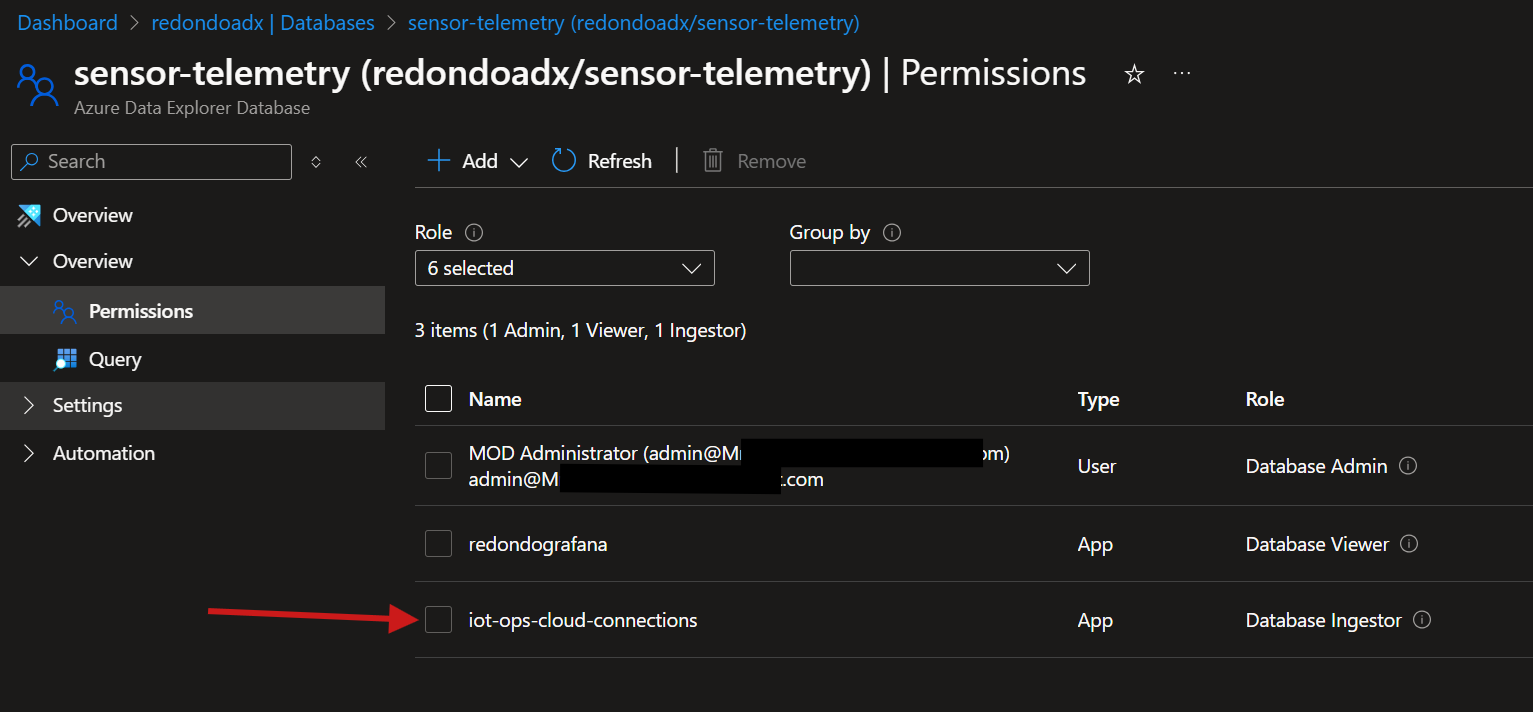 Dashboard > redondoadx | Databases > sensor-telemetry (redondoadx/sensor-telemetry)
sensor-telemetry (redondoadx/sensor-telemetry) | Permissions
Azure Data Explorer Database
Search
Add
Refresh
Remove
Overview
Overview
Permissions
Query
Settings
Automation
Role
Group by
6 selected
3 items (1 Admin, 1 Viewer, 1 Ingestor)
Name Type Role
MOD Administrator (admin@M om)
admin@M .com
User
Database Admin
redondografana App Database Viewer
iot-ops-cloud-connections App Database Ingestor